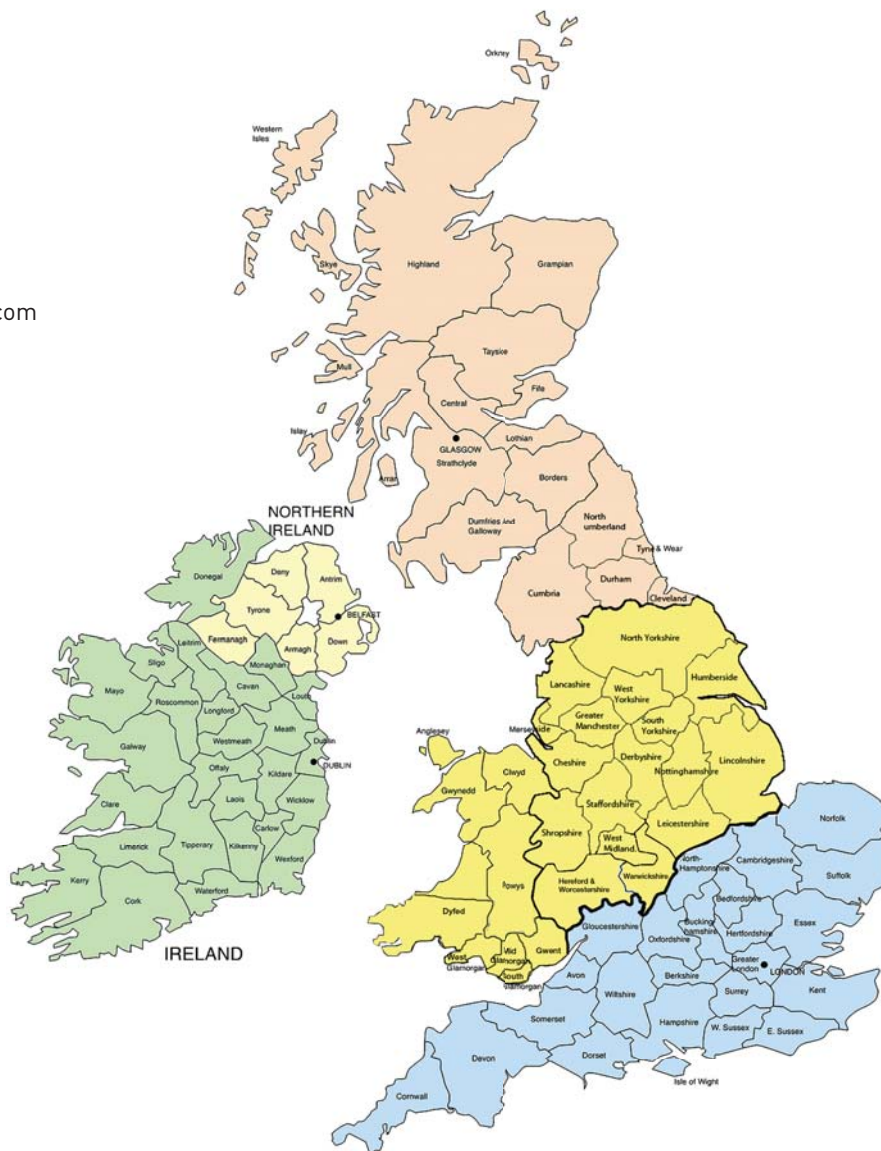 Orkney
Western
Isles
Skye
Highland
Grampian
.com
Tayske
Mull
Fife
Central
Islay
Lothian
GLASGOW
Strathclyde
Arran
Borders
NORTHERN
IRELAND
Dumfries And
Galloway
North
umberland
Tyne & Wear
Donegal
Deny
Antrim
Durham
Cumbria
Cleveland
Tyrone
BELFAST
Fermanagh
Armagh
Down
Leitrim
Monaghan
North Yorkshire
Sligo
Cavan
Mayo
Louth
Lancashire
West
Yorkshire
Humberside
Roscommon
Longford
Meath
Greater
Manchester
South
Yorkshire
Anglesey
Merseyside
Galway
Westmeath
Dublin
Cheshire
Derbyshire
Lincolnshire
Clwyd
Nottinghamshire
Offaly
Kildare
DUBLIN
Gwynedd
Laois
Wicklow
Staffordshire
Clare
Shropshire
Leicestershire
Norfolk
Carlow
West
Midland
Limerick
Tipperary
Kilkenny
North-
Hamptonshire
Cambridgeshire
Wexford
Kerry
Waterford
Hereford &
Worcestershire
Warwickshire
Suffolk
Powys
Bedfordshire
Cork
Dyfed
Bucking
hamshire
Essex
Gloucestershire
Hertfordshire
Oxfordshire
IRELAND
West
Glamorgan
Mid
Glamorgan
Gwent
Greater
London
LONDON
South
Glamorgan
Avon
Berkshire
Wiltshire
Surrey
Kent
Somerset
Hampshire
W. Sussex
E. Sussex
Devon
Dorset
Isle of Wight
Cornwall